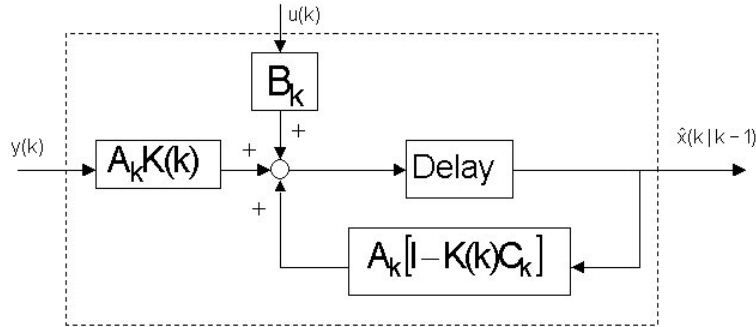 u(k)
B_k
+
y(k)
A_kK(k)
+
Delay
x̂(k|k−1)
+
A_k[I−K(k)C_k]